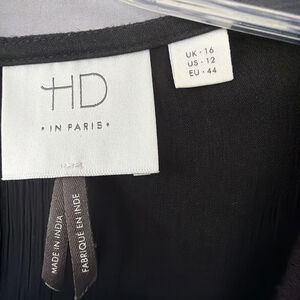 HD
• IN PARIS •
UK - 16
US - 12
EU - 44
MADE IN INDIA
FABRIQUÉ EN INDE